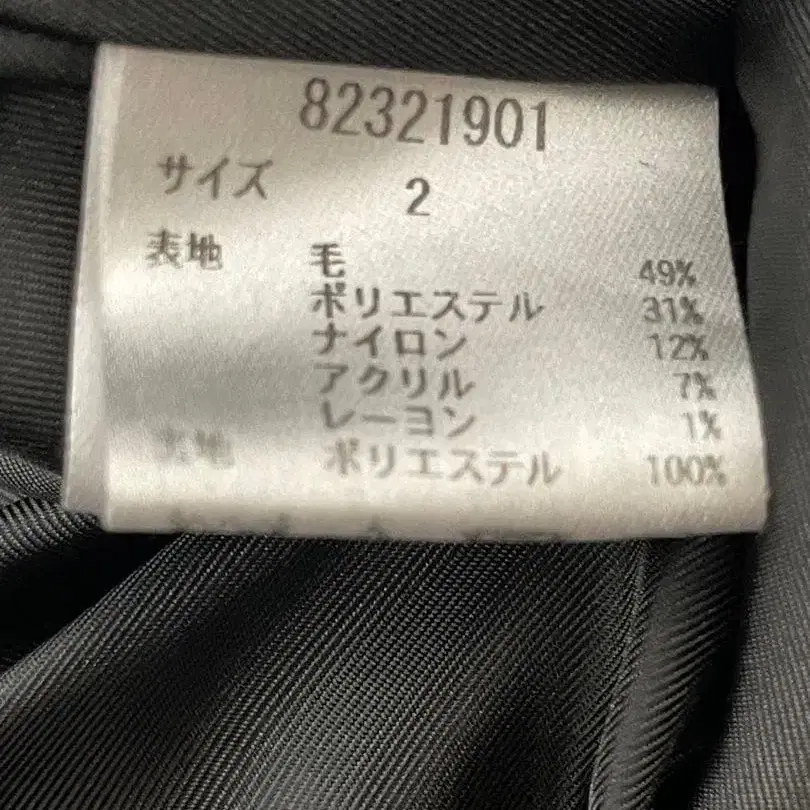 82321901
サイズ 2
表地 毛 49%
ポリエステル 31%
ナイロン 12%
アクリル 7%
レーヨン 1%
ポリエステル 100%